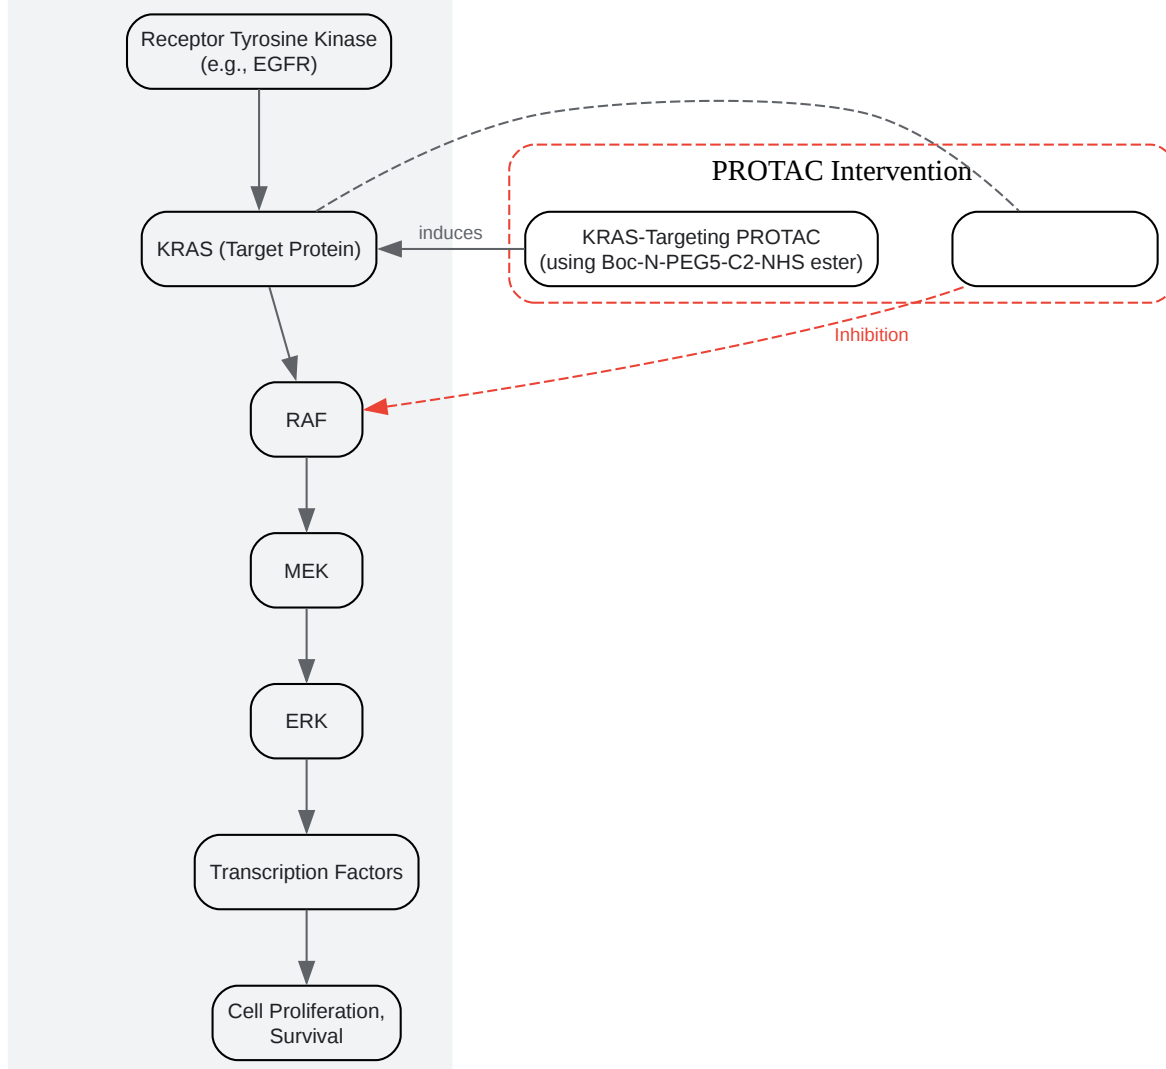 Receptor Tyrosine Kinase
(e.g., EGFR)
PROTAC Intervention
KRAS (Target Protein)
induces
KRAS-Targeting PROTAC
(using Boc-N-PEG5-C2-NHS ester)
Inhibition
RAF
MEK
ERK
Transcription Factors
Cell Proliferation,
Survival